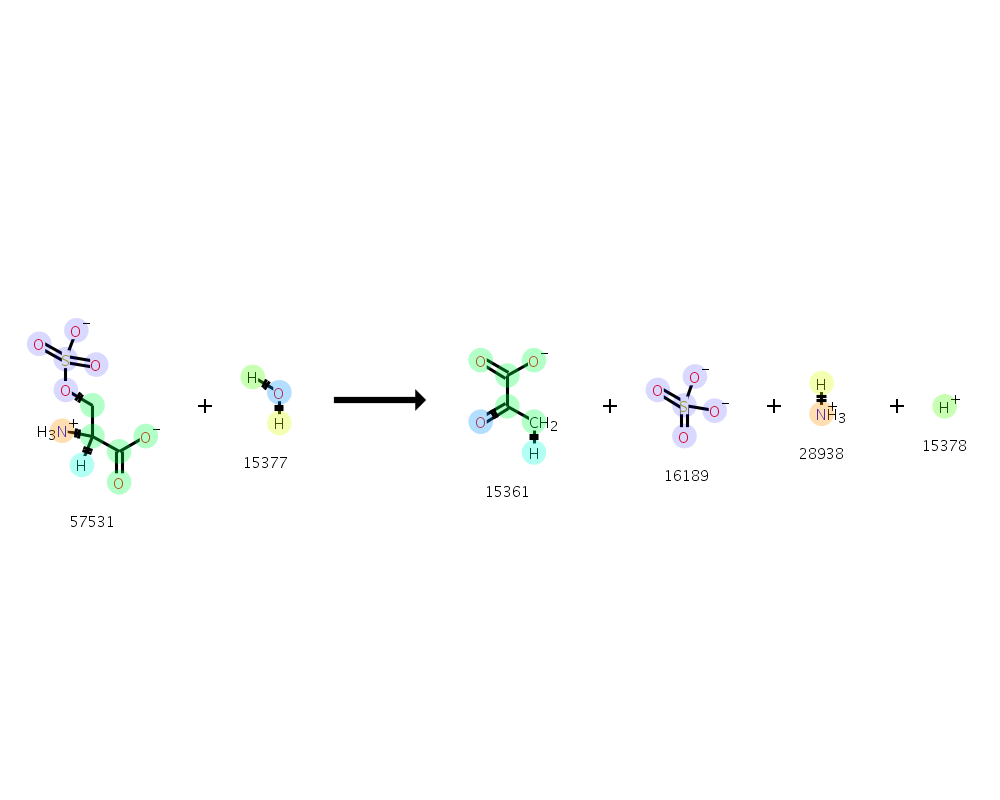 O⁻
O
S
O
O
H₃N⁺
O⁻
H
O
57531
+
H
O
H
15377
O
O⁻
O
CH₂
H
15361
+
O⁻
O
S
O⁻
O
16189
+
H
N⁺H₃
28938
+
H⁺
15378